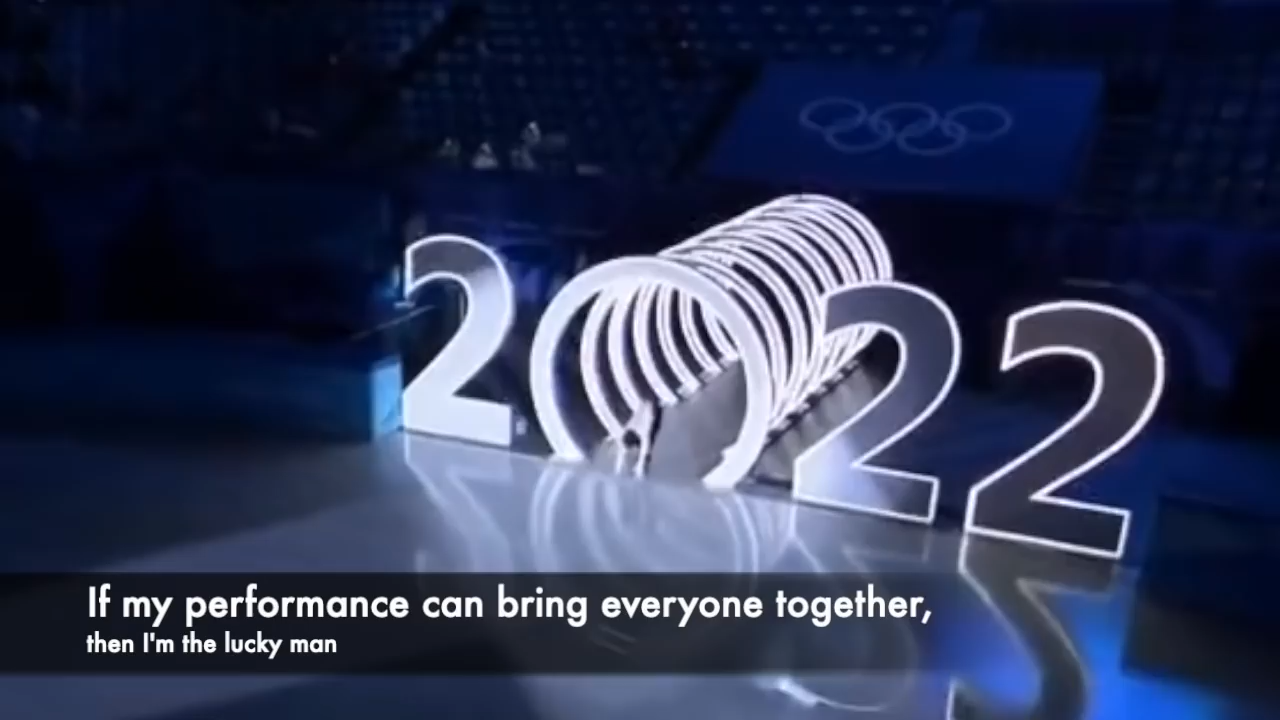 2022
If my performance can bring everyone together,
then I'm the lucky man